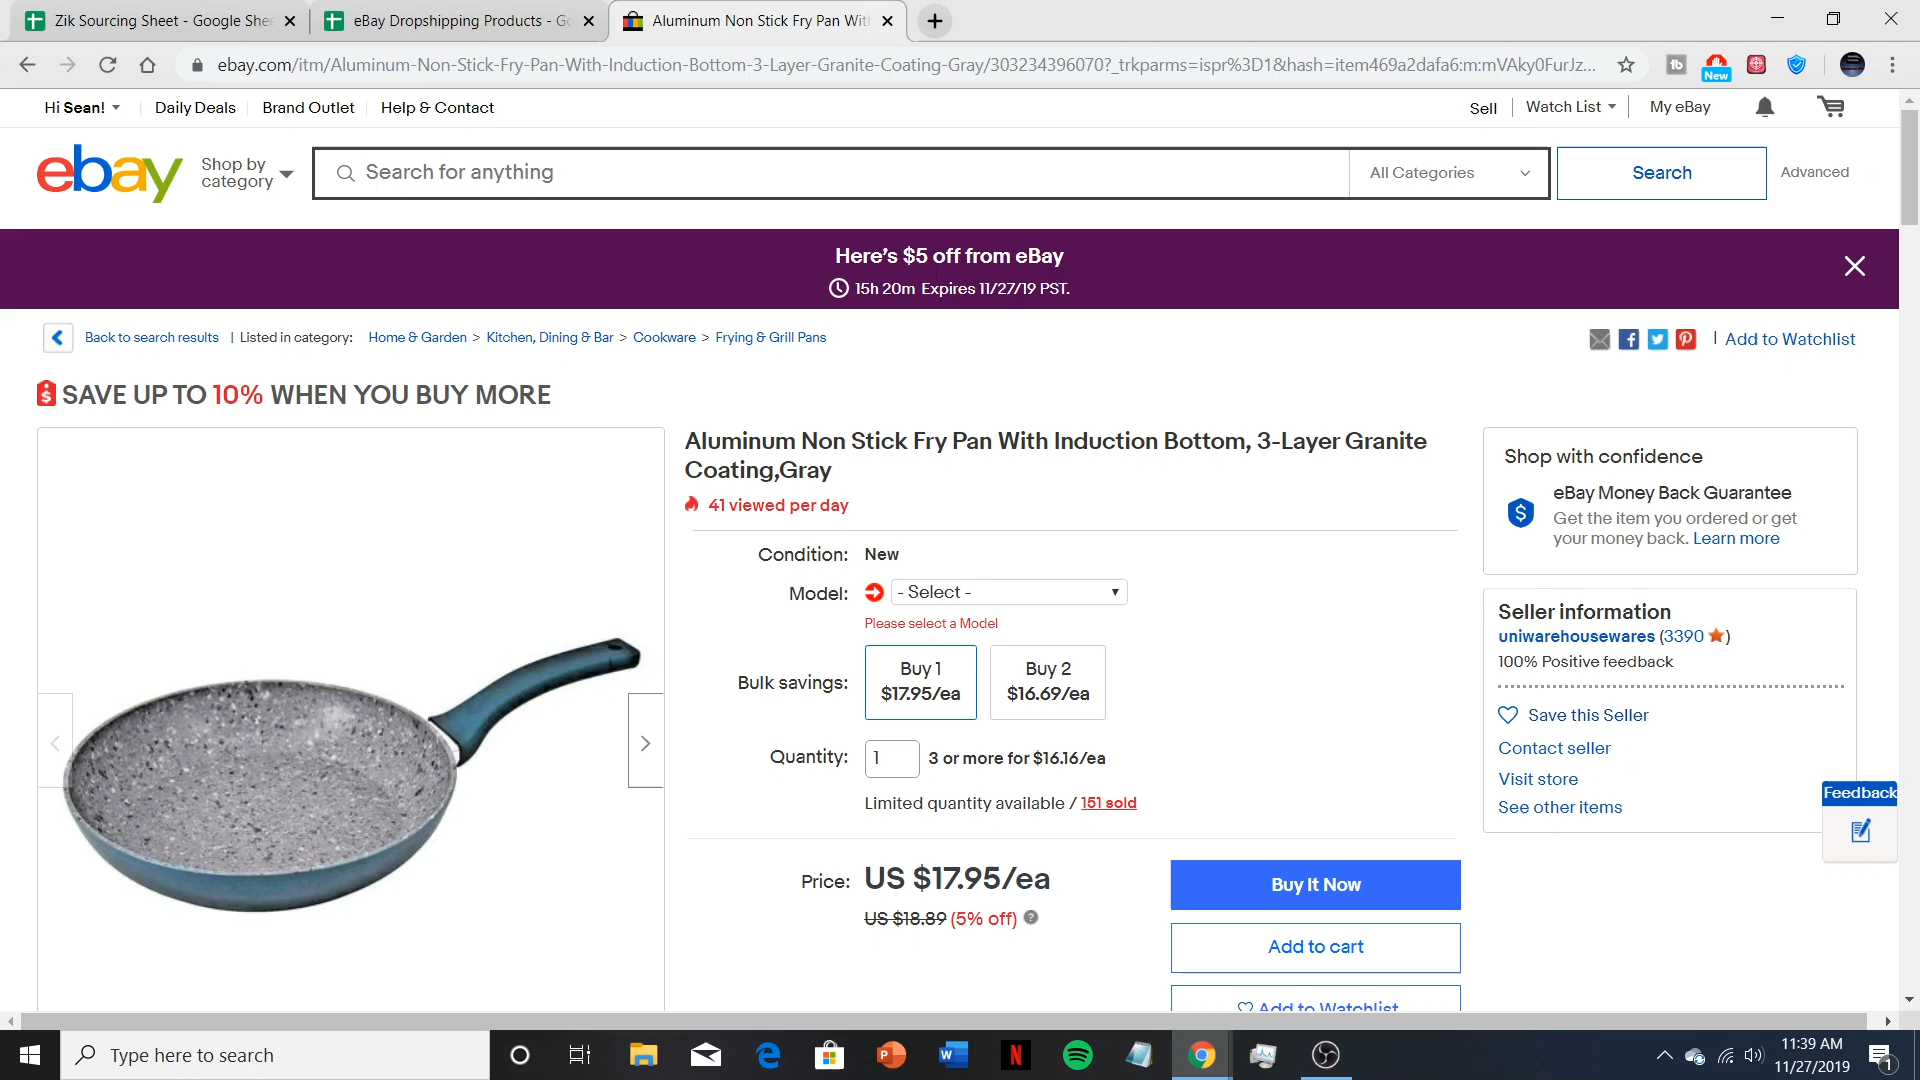 Zik Sourcing Sheet - Google She
eBay Dropshipping Products - Go
Aluminum Non Stick Fry Pan With
ebay.com/itm/Aluminum-Non-Stick-Fry-Pan-With-Induction-Bottom-3-Layer-Granite-Coating-Gray/303234396070?_trkparms=ispr%3D1&hash=item469a2dafa6:m:mVAky0FurJz...
New
Hi Sean!
Daily Deals
Brand Outlet
Help & Contact
Sell
Watch List
My eBay
ebay
Shop by
category
Search for anything
All Categories
Search
Advanced
Here's $5 off from eBay
15h 20m Expires 11/27/19 PST.
Back to search results | Listed in category: Home & Garden > Kitchen, Dining & Bar > Cookware > Frying & Grill Pans
| Add to Watchlist
SAVE UP TO 10% WHEN YOU BUY MORE
Aluminum Non Stick Fry Pan With Induction Bottom, 3-Layer Granite
Coating,Gray
41 viewed per day
Condition: New
Model: - Select -
Please select a Model
Bulk savings:
Buy 1
$17.95/ea
Buy 2
$16.69/ea
Quantity: 1 3 or more for $16.16/ea
Limited quantity available / 151 sold
Price: US $17.95/ea
US $18.89 (5% off)
Buy It Now
Add to cart
Add to Watchlist
Shop with confidence
eBay Money Back Guarantee
Get the item you ordered or get
your money back. Learn more
Seller information
uniwarehousewares (3390)
100% Positive feedback
Save this Seller
Contact seller
Visit store
See other items
Feedback
Type here to search
11:39 AM
11/27/2019
1